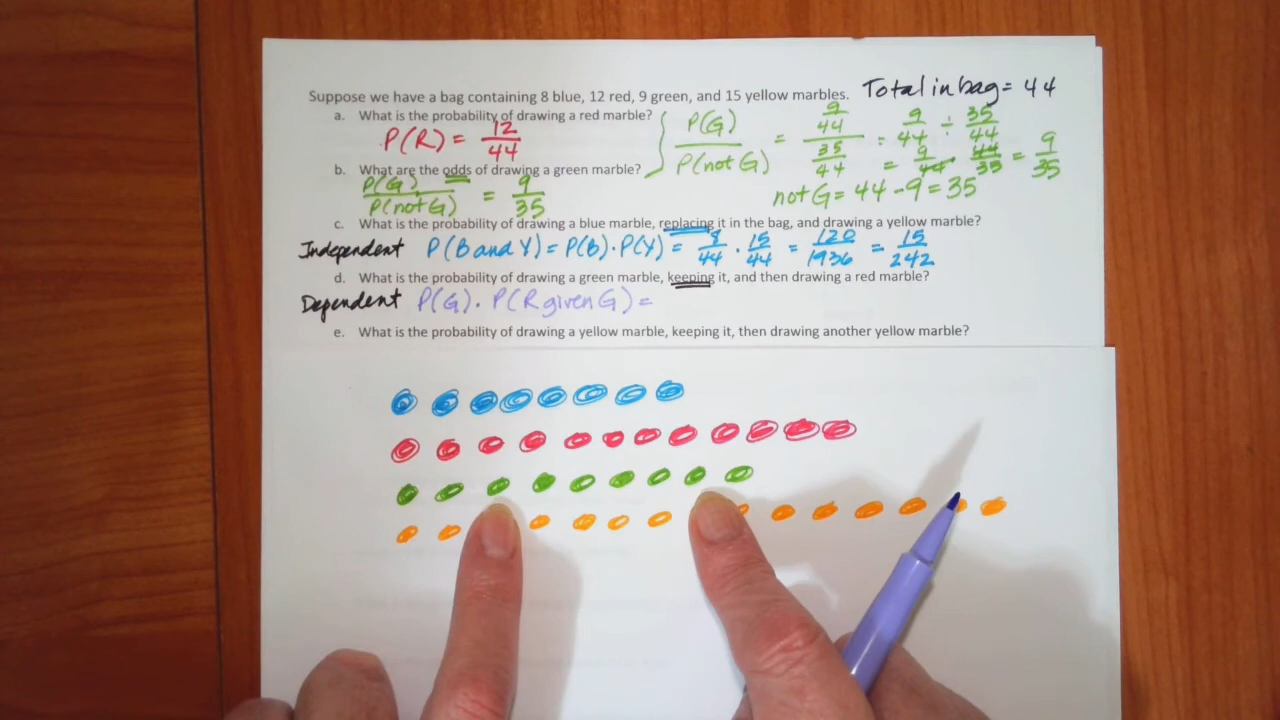 Suppose we have a bag containing 8 blue, 12 red, 9 green, and 15 yellow marbles. Total in bag = 44
a. What is the probability of drawing a red marble?
P(R) = 12/44
P(G)/P(not G) = 9/44 / 35/44 = 9/44 ÷ 35/44
= 9/44 · 44/35 = 9/35
b. What are the odds of drawing a green marble?
P(G)/P(not G) = 9/35
not G = 44 - 9 = 35
c. What is the probability of drawing a blue marble, replacing it in the bag, and drawing a yellow marble?
Independent P(B and Y) = P(B) · P(Y) = 8/44 · 15/44 = 120/1936 = 15/242
d. What is the probability of drawing a green marble, keeping it, and then drawing a red marble?
Dependent P(G) · P(R given G) =
e. What is the probability of drawing a yellow marble, keeping it, then drawing another yellow marble?